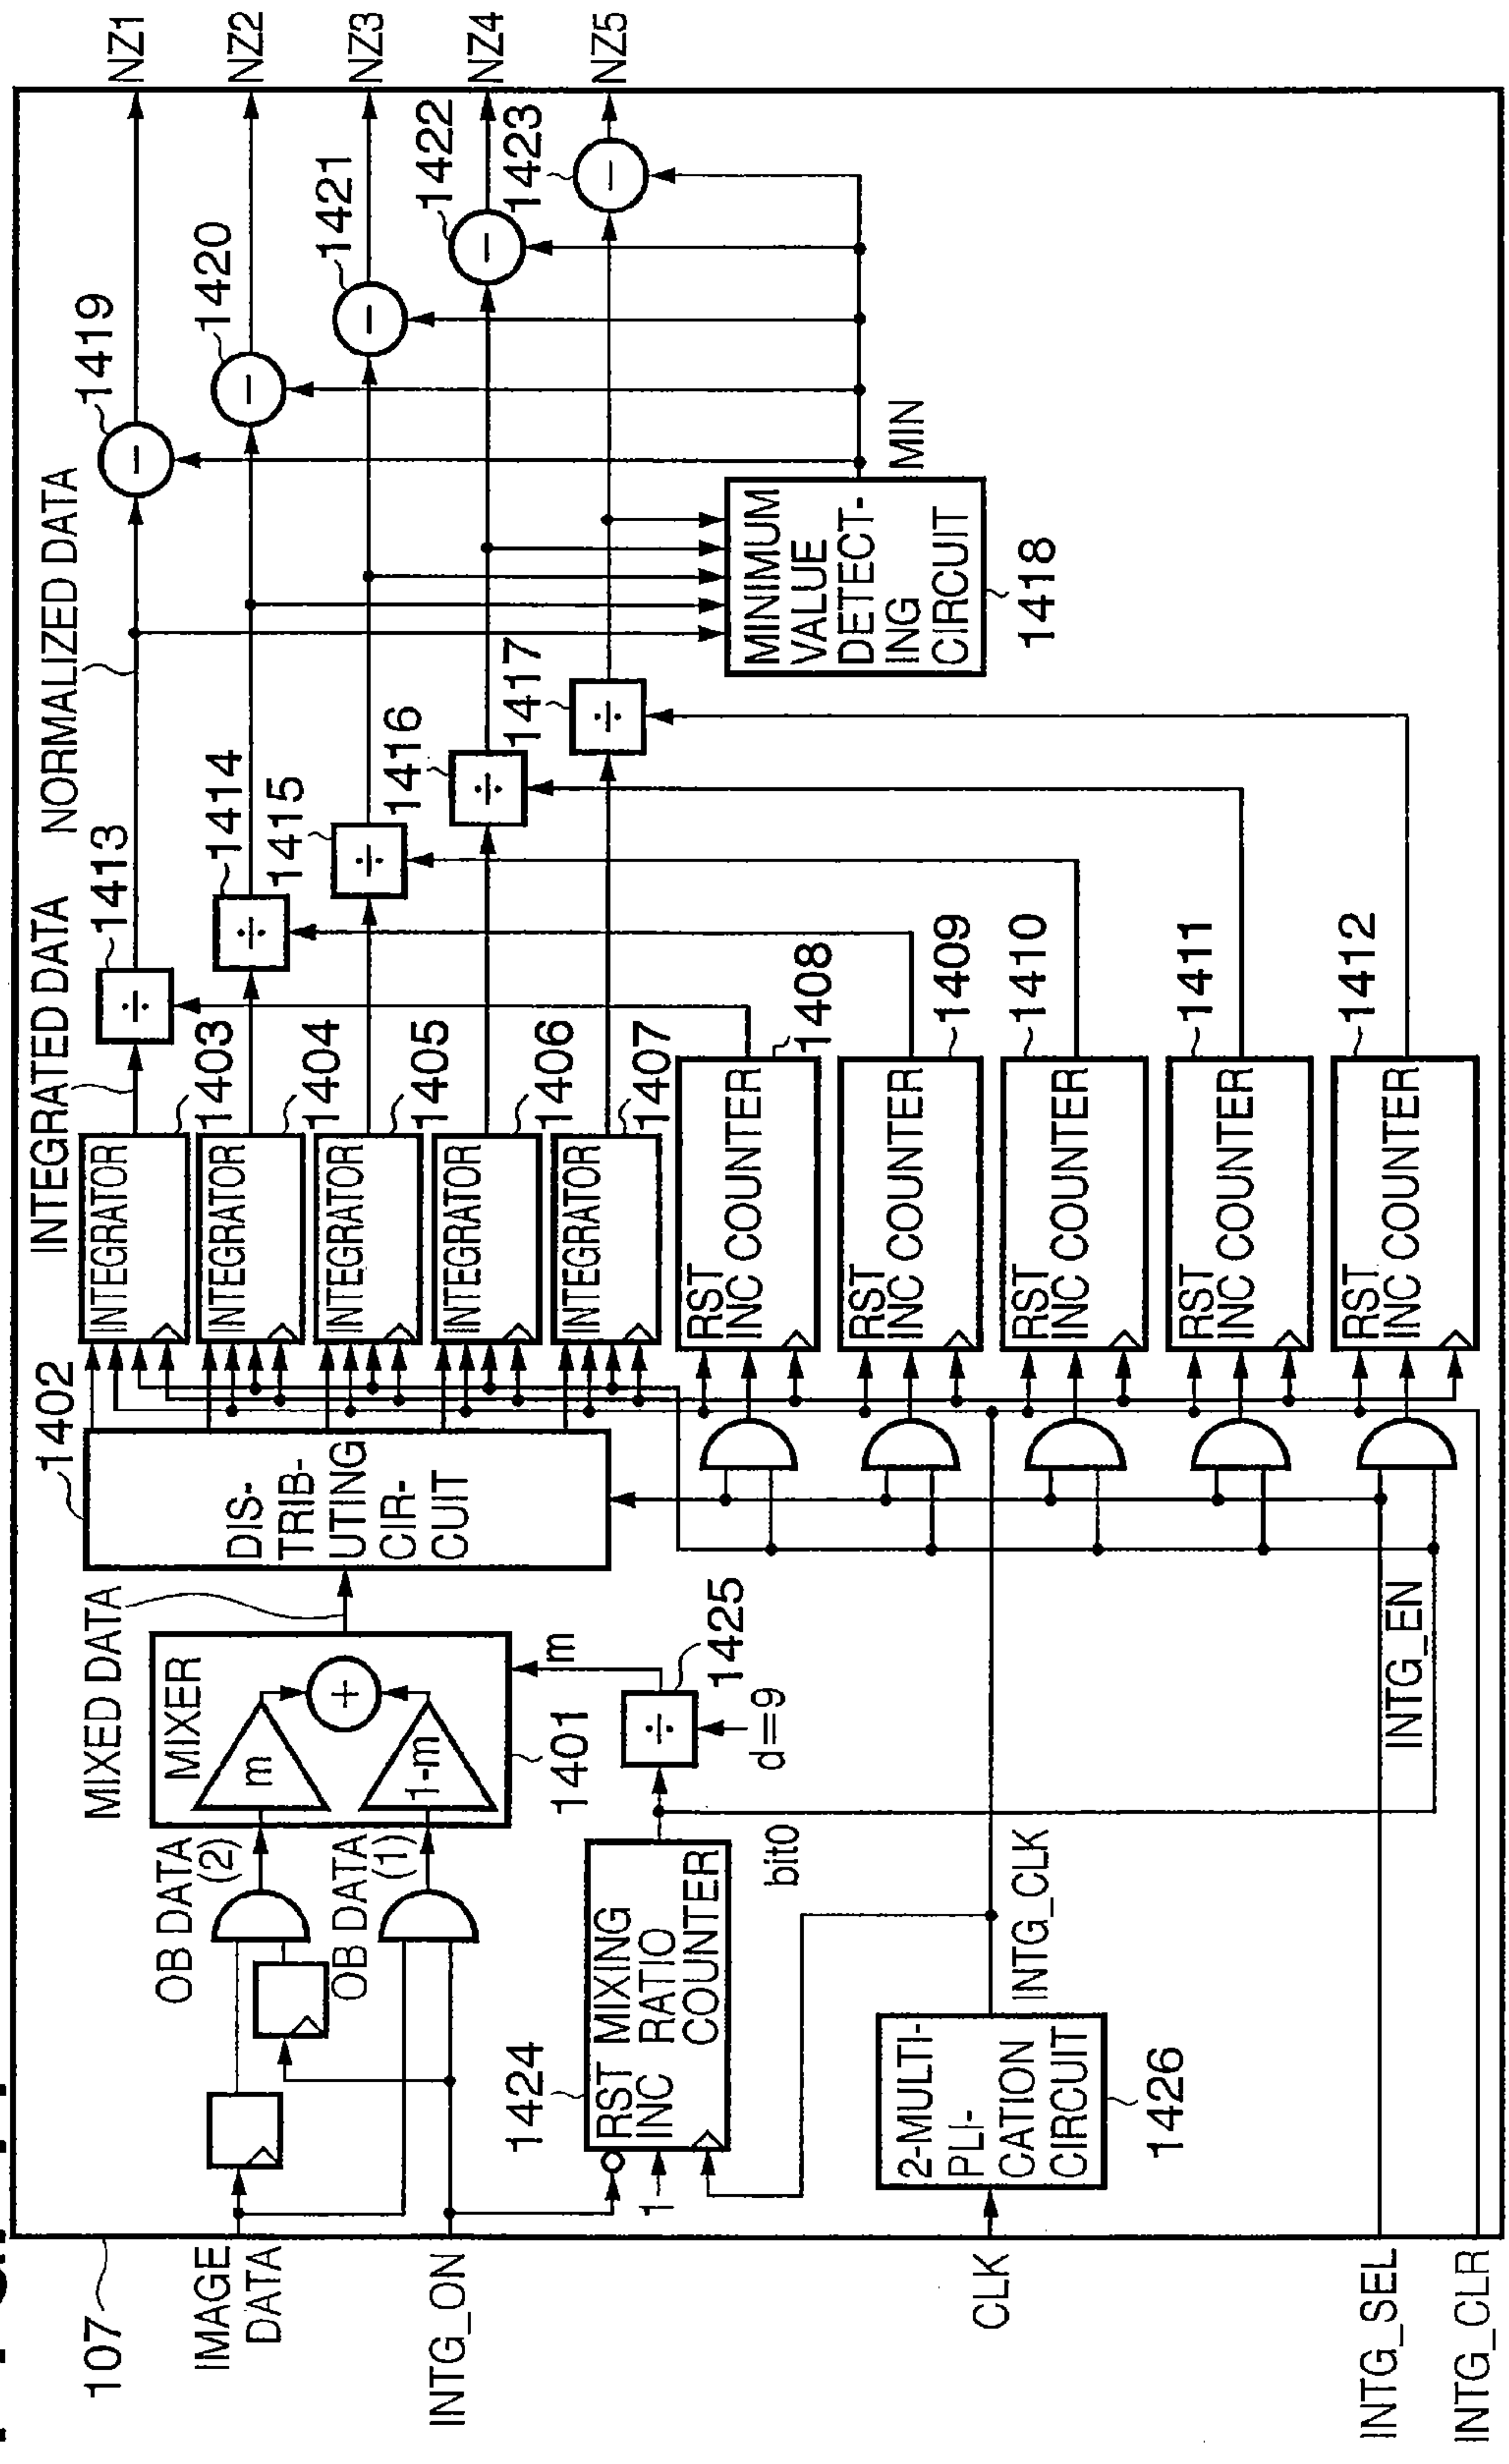 107
IMAGE
DATA
INTG_ON
CLK
INTG_SEL
INTG_CLR
OB DATA
(2)
OB DATA
(1)
MIXER
m
1-m
+
1401
MIXED DATA
m
1424
RST MIXING
INC RATIO
COUNTER
1
bit0
÷
d=9
1425
2-MULTI-
PLI-
CATION
CIRCUIT
1426
INTG_CLK
INTG_EN
1402
DIS-
TRIB-
UTING
CIR-
CUIT
INTEGRATED DATA
INTEGRATOR
1403
INTEGRATOR
1404
INTEGRATOR
1405
INTEGRATOR
1406
INTEGRATOR
1407
RST
INC COUNTER
1408
RST
INC COUNTER
1409
RST
INC COUNTER
1410
RST
INC COUNTER
1411
RST
INC COUNTER
1412
NORMALIZED DATA
÷
1413
÷
1414
÷
1415
÷
1416
÷
1417
MINIMUM
VALUE
DETECT-
ING
CIRCUIT
1418
MIN
−
1419
−
1420
−
1421
−
1422
−
1423
NZ1
NZ2
NZ3
NZ4
NZ5